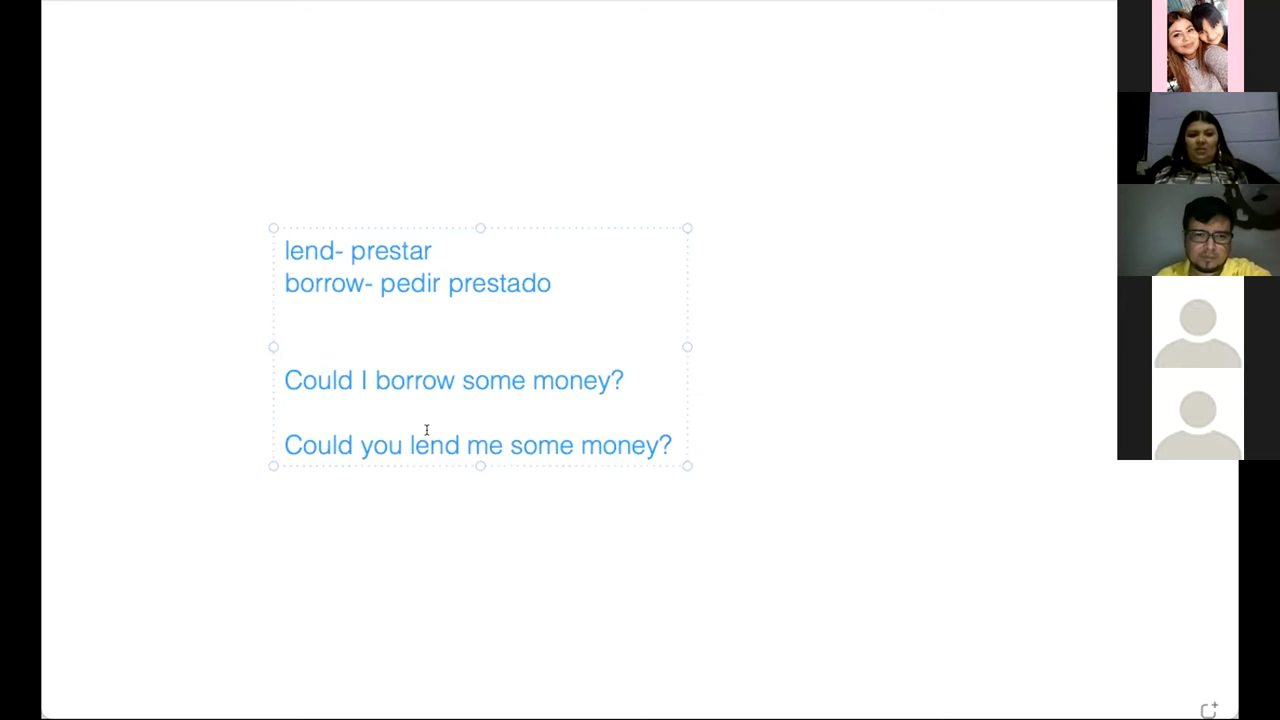 lend- prestar
borrow- pedir prestado
Could I borrow some money?
Could you lend me some money?